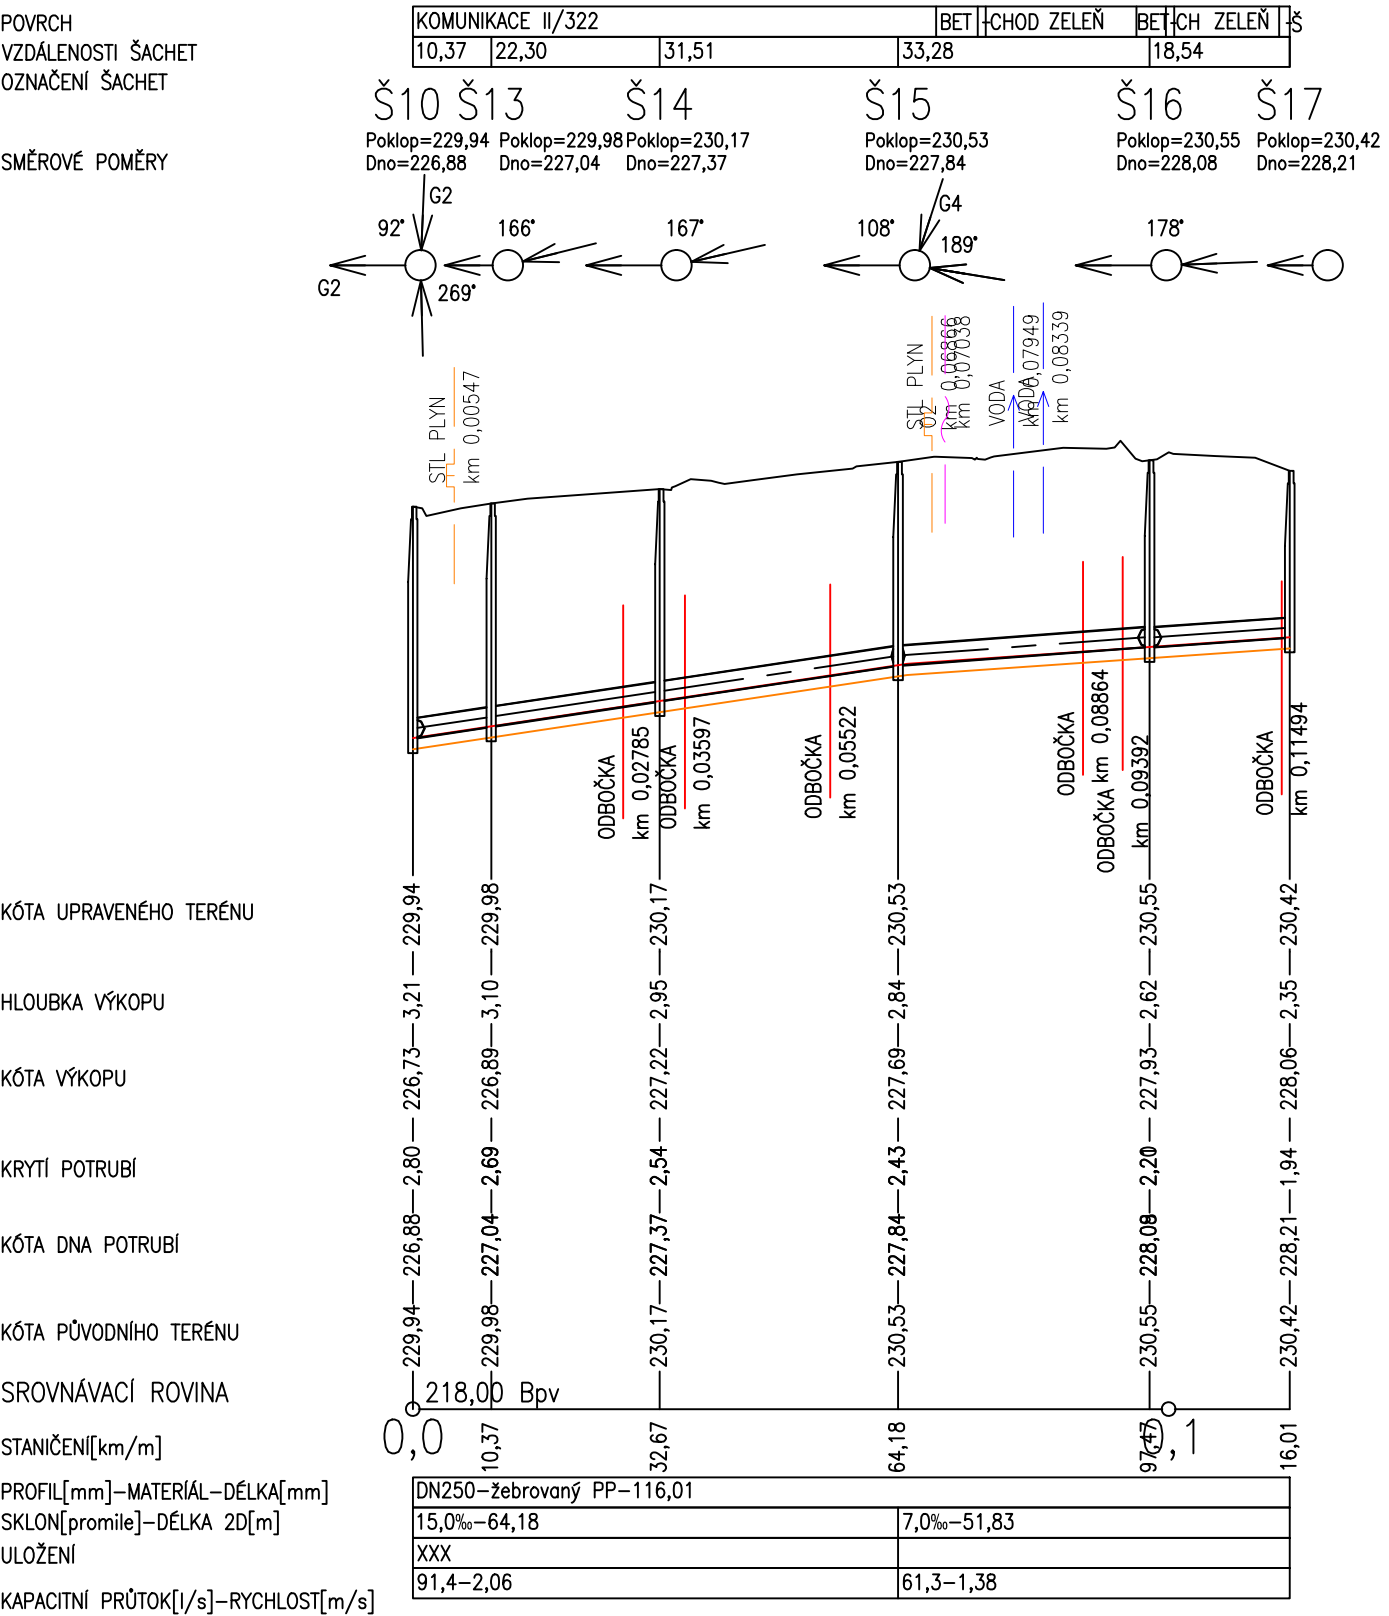 POVRCH KOMUNIKACE II/322 BET CHOD ZELEŇ BET CH ZELEŇ Š
VZDÁLENOSTI ŠACHET 10,37 22,30 31,51 33,28 18,54
OZNAČENÍ ŠACHET
Š10 Š13 Š14 Š15 Š16 Š17
Poklop=229,94 Poklop=229,98 Poklop=230,17 Poklop=230,53 Poklop=230,55 Poklop=230,42
SMĚROVÉ POMĚRY Dno=226,88 Dno=227,04 Dno=227,37 Dno=227,84 Dno=228,08 Dno=228,21
G2 G4
92° 166° 167° 108° 189° 178°
G2 269°
STL PLYN
km 0,00547
STL PLYN
02
km 0,07038
VODA
km 0,07949
VODA
km 0,08339
ODBOČKA
km 0,02785
ODBOČKA
km 0,03597
ODBOČKA
km 0,05522
ODBOČKA
km 0,08864
ODBOČKA
km 0,09392
ODBOČKA
km 0,11494
KÓTA UPRAVENÉHO TERÉNU 229,94 229,98 230,17 230,53 230,55 230,42
HLOUBKA VÝKOPU 3,21 3,10 2,95 2,84 2,62 2,35
KÓTA VÝKOPU 226,73 226,89 227,22 227,69 227,93 228,06
KRYTÍ POTRUBÍ 2,80 2,69 2,54 2,43 1,94
KÓTA DNA POTRUBÍ 226,88 227,04 227,37 227,84 228,21
KÓTA PŮVODNÍHO TERÉNU 229,94 229,98 230,17 230,53 230,55 230,42
SROVNÁVACÍ ROVINA 218,00 Bpv
STANIČENÍ[km/m] 0,0 10,37 32,67 64,18 97,47 0,1 16,01
PROFIL[mm]-MATERÍÁL-DÉLKA[mm] DN250-žebrovaný PP-116,01
SKLON[promile]-DÉLKA 2D[m] 15,0‰-64,18 7,0‰-51,83
ULOŽENÍ XXX
KAPACITNÍ PRŮTOK[l/s]-RYCHLOST[m/s] 91,4-2,06 61,3-1,38